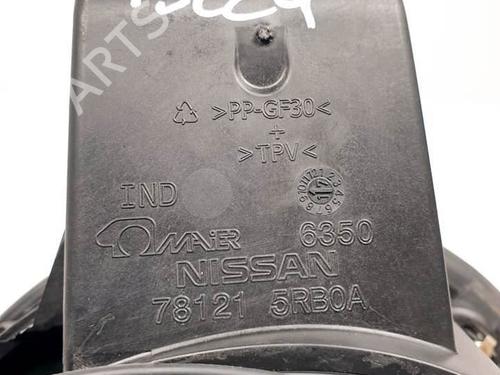 >PP-GF30<
+
>TPV<
IND
MAIER 6350
NISSAN
78121 5RB0A